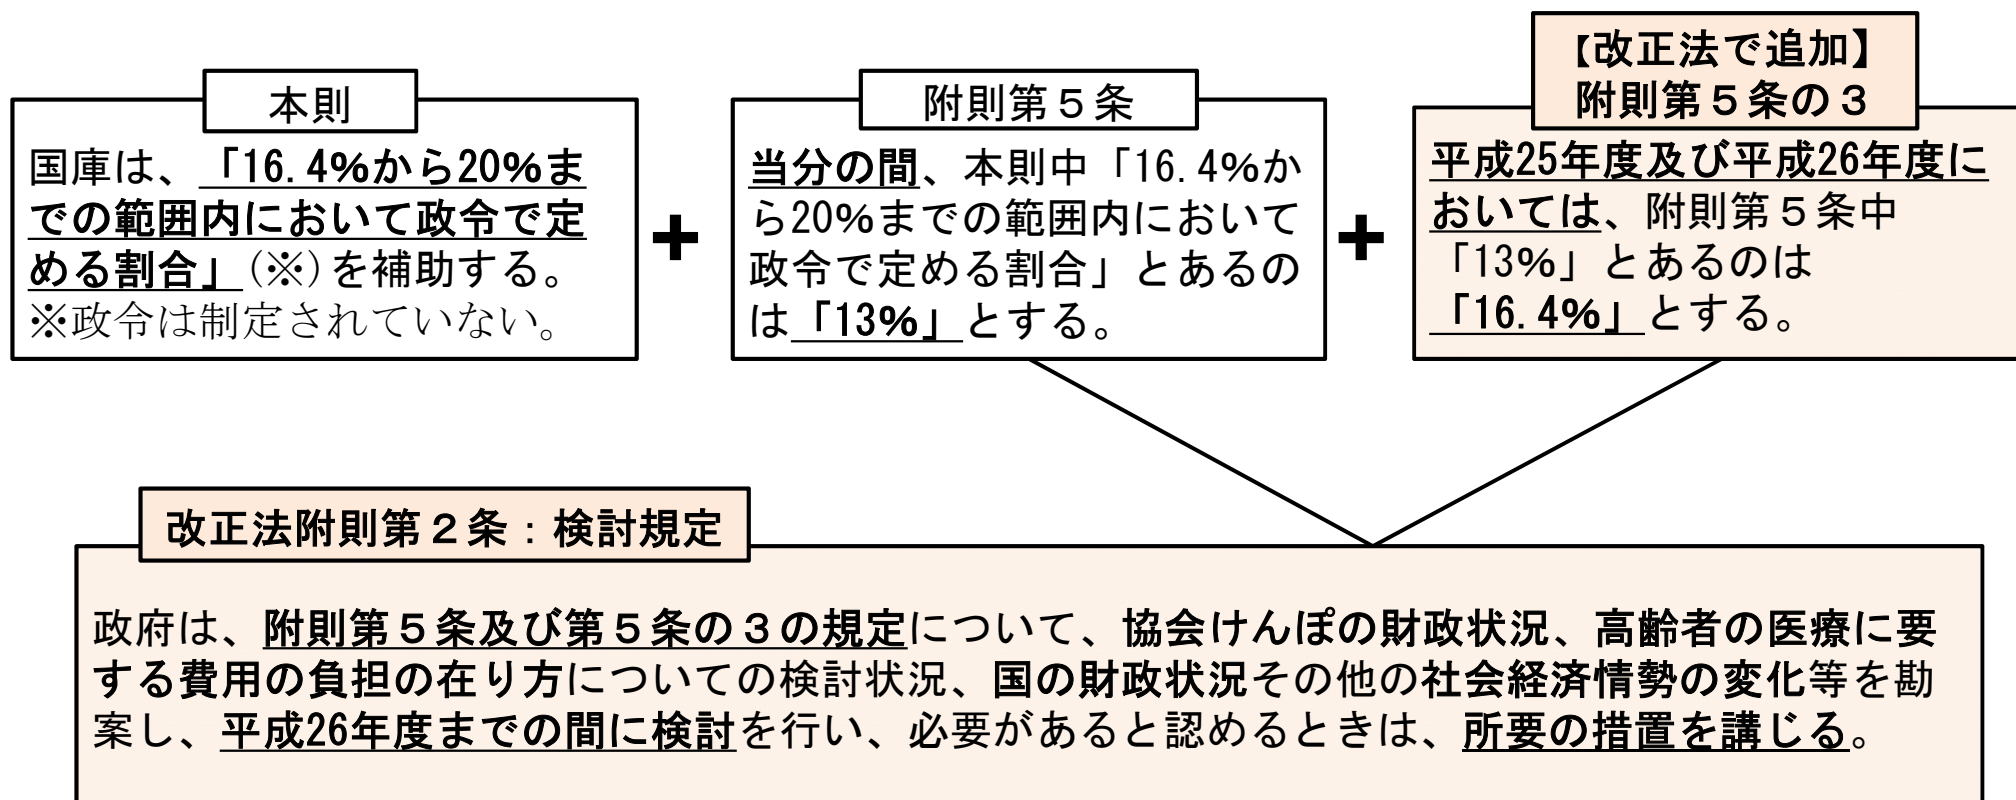 本則
国庫は、「16.4%から20%ま
での範囲内において政令で定
める割合」(※)を補助する。
※政令は制定されていない。
+
附則第5条
当分の間、本則中「16.4%か
ら20%までの範囲内において
政令で定める割合」とあるの
は「13%」とする。
+
【改正法で追加】
附則第5条の3
平成25年度及び平成26年度に
おいては、附則第5条中
「13%」とあるのは
「16.4%」とする。
改正法附則第2条:検討規定
政府は、附則第5条及び第5条の3の規定について、協会けんぽの財政状況、高齢者の医療に要
する費用の負担の在り方についての検討状況、国の財政状況その他の社会経済情勢の変化等を勘
案し、平成26年度までの間に検討を行い、必要があると認めるときは、所要の措置を講じる。